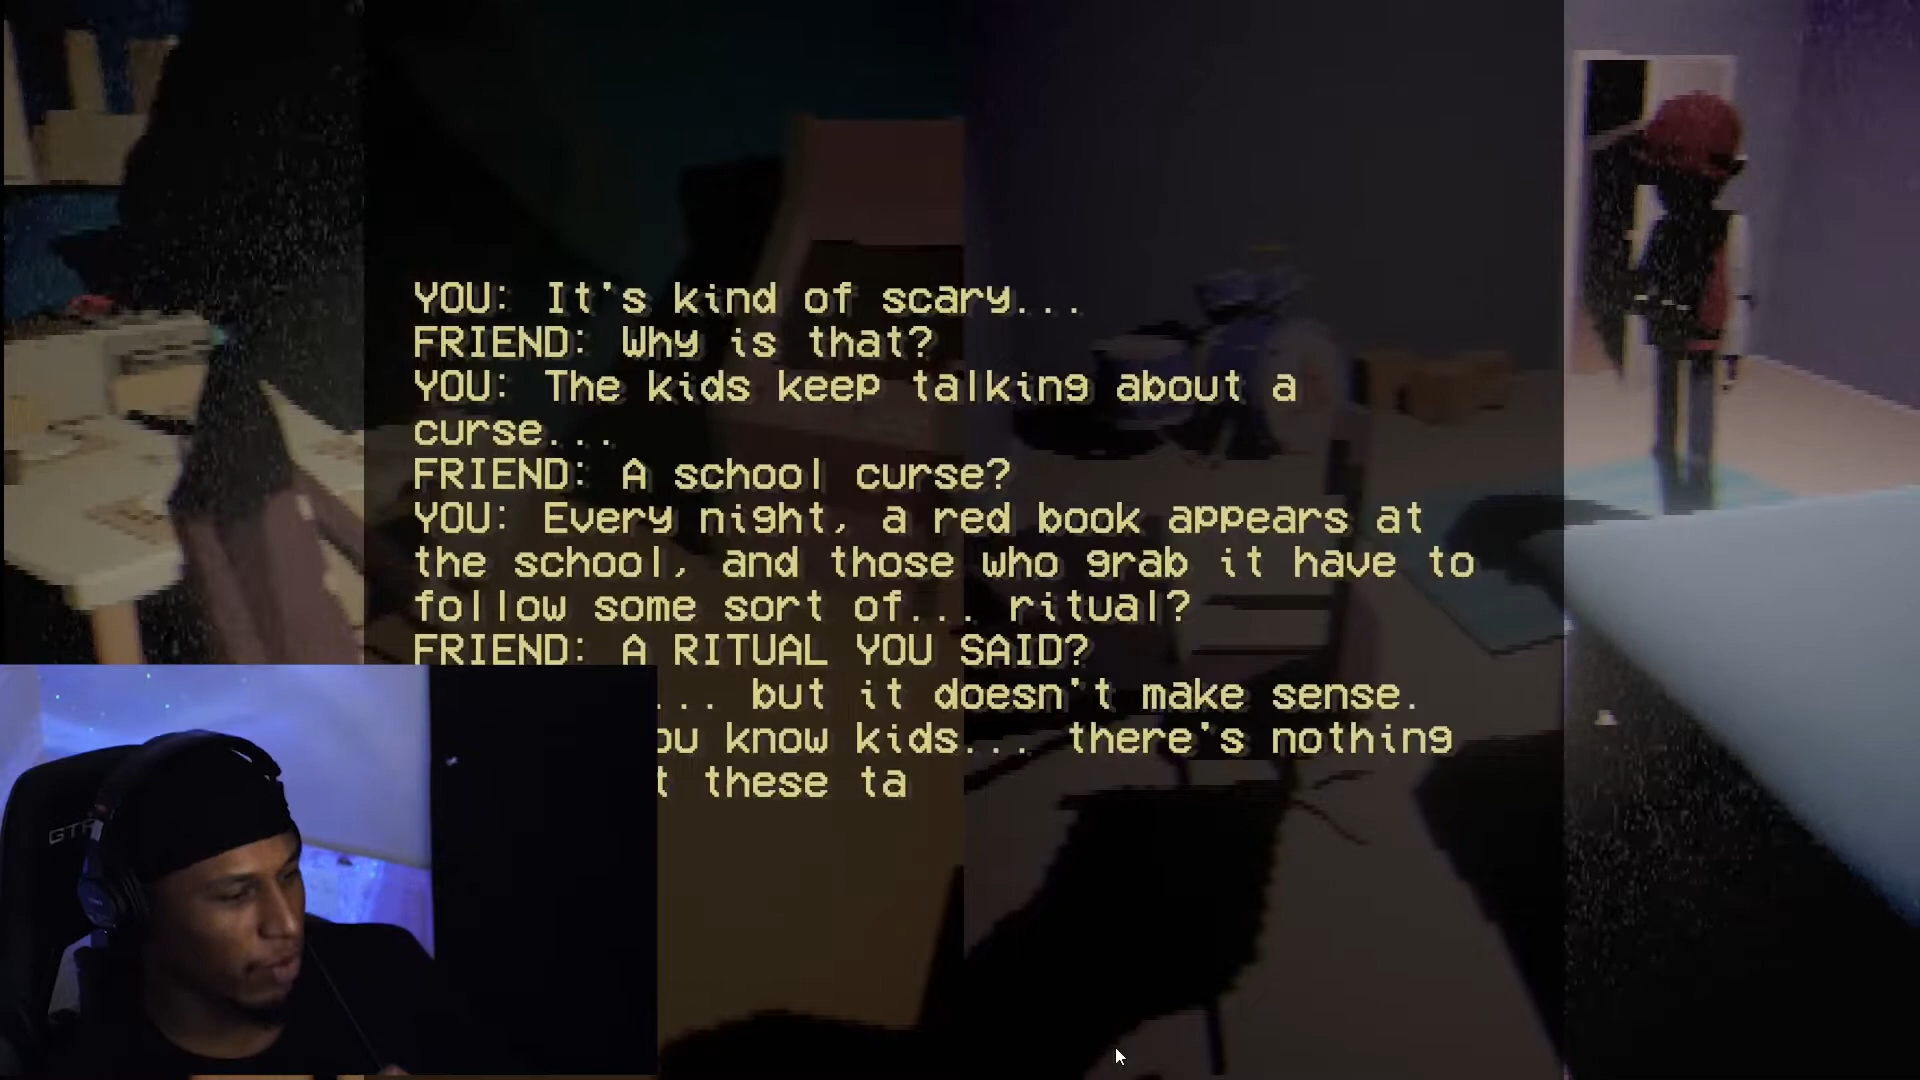 YOU: It's kind of scary...
FRIEND: Why is that?
YOU: The kids keep talking about a
curse...
FRIEND: A school curse?
YOU: Every night, a red book appears at
the school, and those who grab it have to
follow some sort of... ritual?
FRIEND: A RITUAL YOU SAID?
... but it doesn't make sense.
ou know kids... there's nothing
t these ta